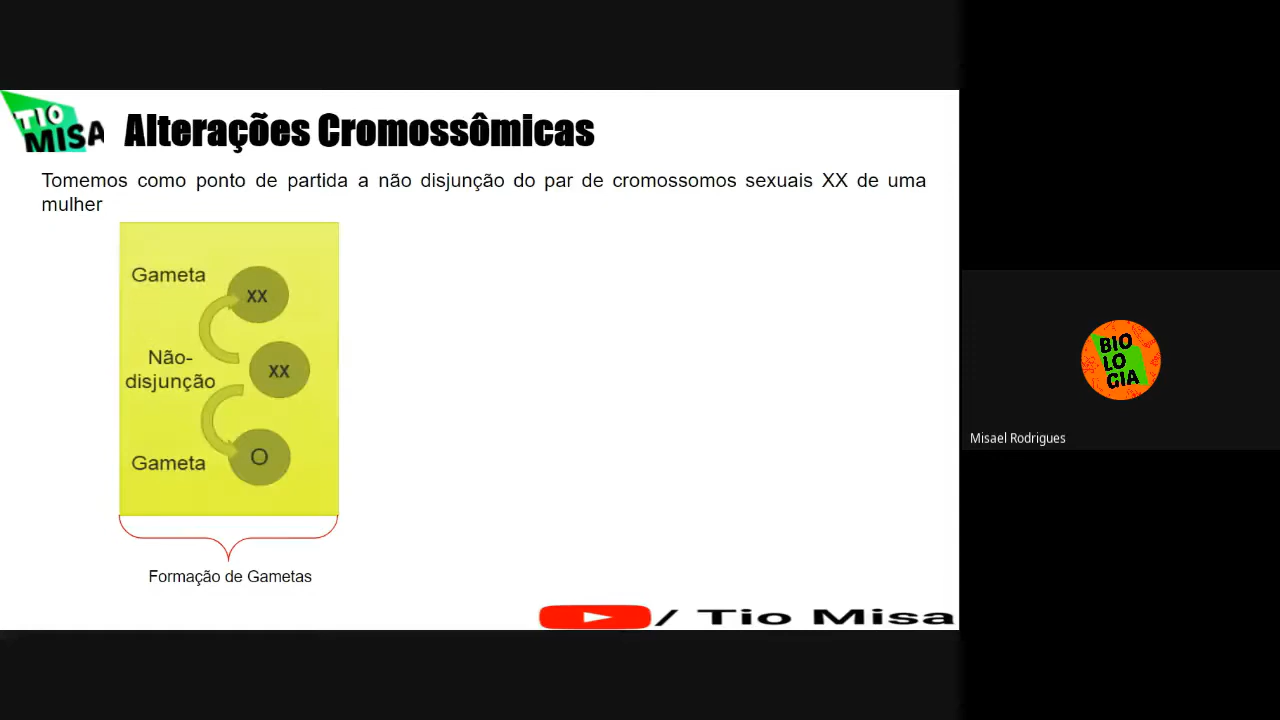 TIO
MISA
Alterações Cromossômicas
Tomemos como ponto de partida a não disjunção do par de cromossomos sexuais XX de uma
mulher
Gameta
XX
Não-
disjunção
XX
Gameta
O
Formação de Gametas
/ Tio Misa
BIO
LO
GIA
Misael Rodrigues